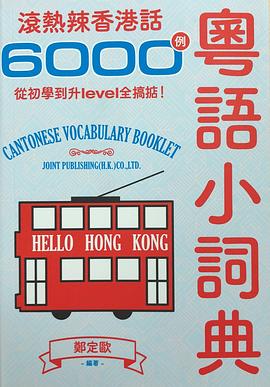 滾熱辣香港話
6000例
從初學到升level全搞掂！
粵語小詞典
CANTONESE VOCABULARY BOOKLET
JOINT PUBLISHING(H.K.)CO.,LTD.
HELLO HONG KONG
鄭定歐
編著